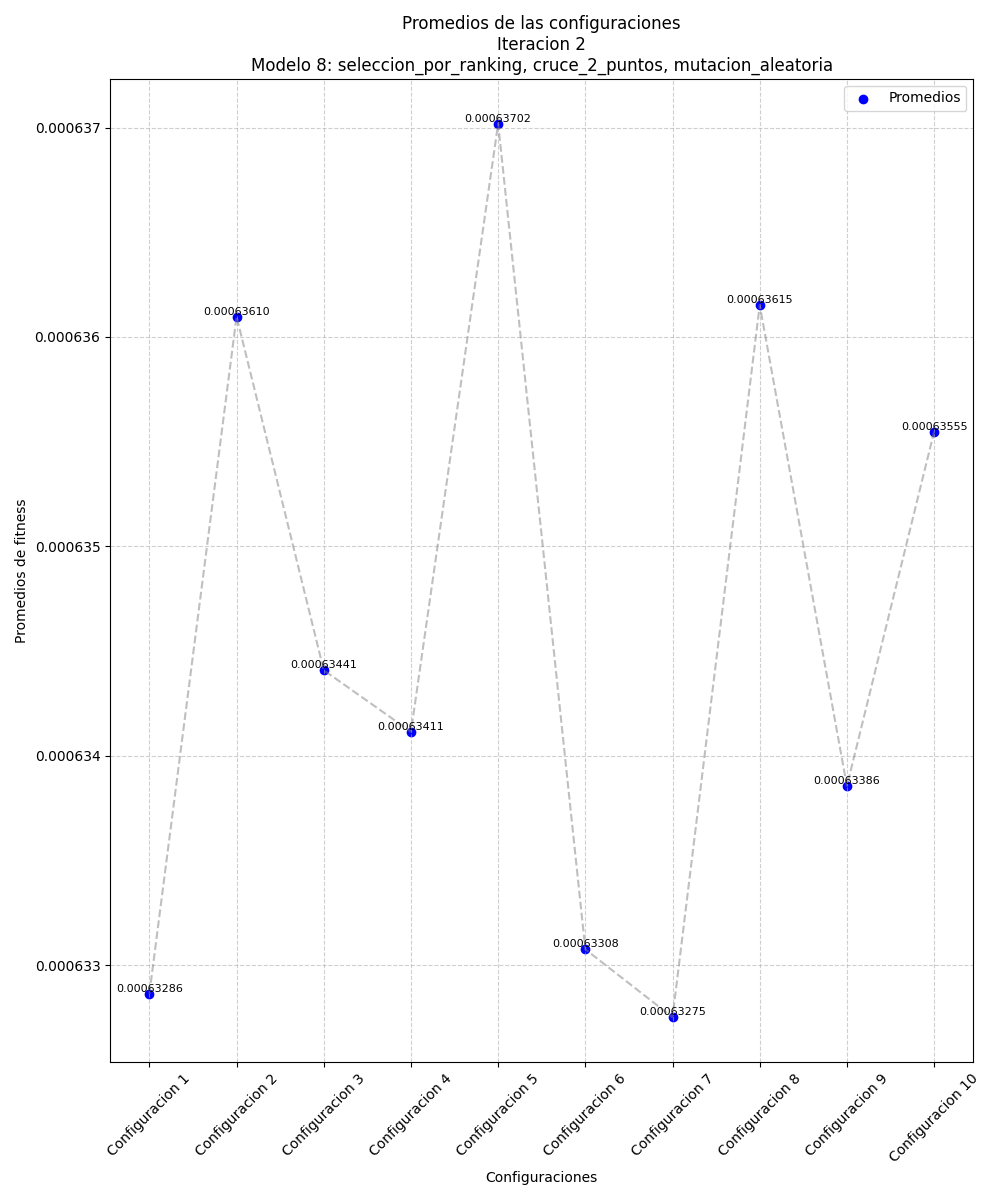 Promedios de las configuraciones
Iteracion 2
Modelo 8: seleccion_por_ranking, cruce_2_puntos, mutacion_aleatoria
Promedios
0.000637
0.000636
0.000635
0.000634
0.000633
Promedios de fitness
0.00063286
0.00063610
0.00063441
0.00063411
0.00063702
0.00063308
0.00063275
0.00063615
0.00063386
0.00063555
Configuracion 1
Configuracion 2
Configuracion 3
Configuracion 4
Configuracion 5
Configuracion 6
Configuracion 7
Configuracion 8
Configuracion 9
Configuracion 10
Configuraciones